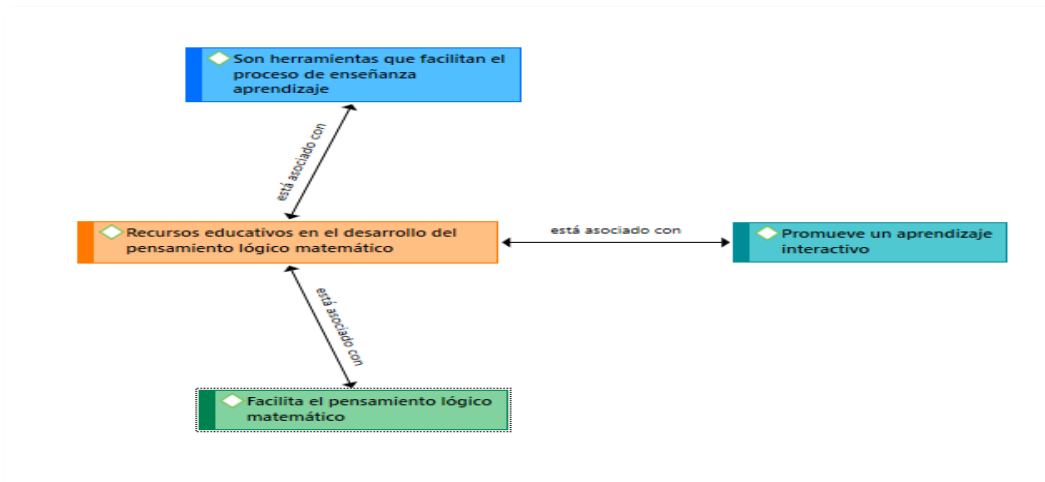 Son herramientas que facilitan el
proceso de enseñanza
aprendizaje
está asociado con
Recursos educativos en el desarrollo del
pensamiento lógico matemático
está asociado con
Promueve un aprendizaje
interactivo
está asociado con
Facilita el pensamiento lógico
matemático